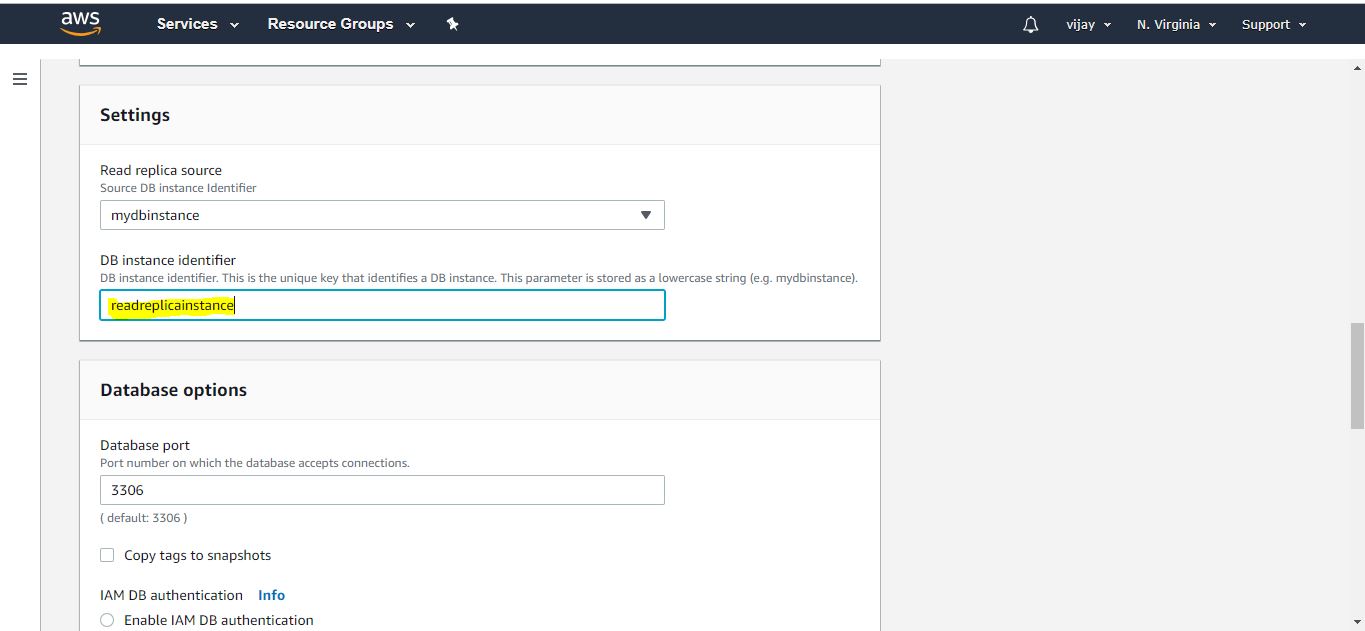 aws Services Resource Groups vijay N. Virginia Support
Settings
Read replica source
Source DB instance Identifier
mydbinstance
DB instance identifier
DB instance identifier. This is the unique key that identifies a DB instance. This parameter is stored as a lowercase string (e.g. mydbinstance).
readreplicainstance
Database options
Database port
Port number on which the database accepts connections.
3306
( default: 3306 )
Copy tags to snapshots
IAM DB authentication Info
Enable IAM DB authentication